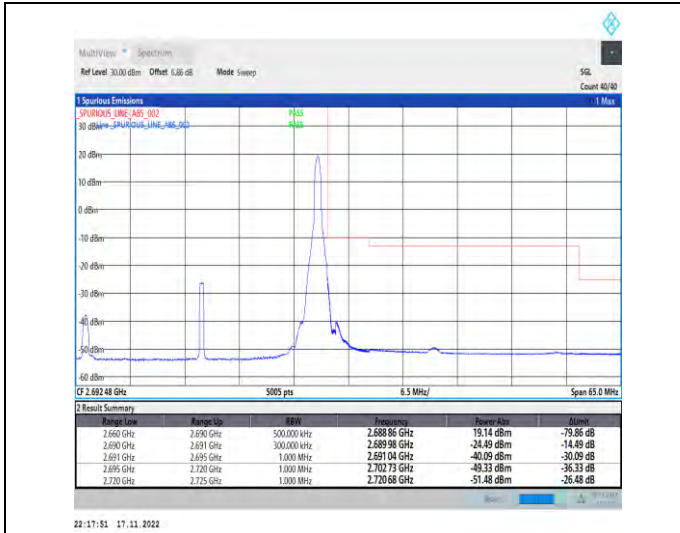 MultiView Spectrum
Ref Level 30.00 dBm Offset 6.86 dB Mode Sweep SGL
Count 40/40
1 Spurious Emissions 1 Max
_SPURIOUS_LINE_ABS_002 PASS
30 dBm Line _SPURIOUS_LINE_ABS_002 PASS
20 dBm
10 dBm
0 dBm
-10 dBm
-20 dBm
-30 dBm
-40 dBm
-50 dBm
-60 dBm
CF 2.692 48 GHz 5005 pts 6.5 MHz/ Span 65.0 MHz
2 Result Summary
Range Low Range Up RBW Frequency Power Abs ΔLimit
2.660 GHz 2.690 GHz 500.000 kHz 2.688 86 GHz 19.14 dBm -79.86 dB
2.690 GHz 2.691 GHz 300.000 kHz 2.689 98 GHz -24.49 dBm -14.49 dB
2.691 GHz 2.695 GHz 1.000 MHz 2.691 04 GHz -40.09 dBm -30.09 dB
2.695 GHz 2.720 GHz 1.000 MHz 2.702 73 GHz -49.33 dBm -36.33 dB
2.720 GHz 2.725 GHz 1.000 MHz 2.720 68 GHz -51.48 dBm -26.48 dB
22:17:51 17.11.2022